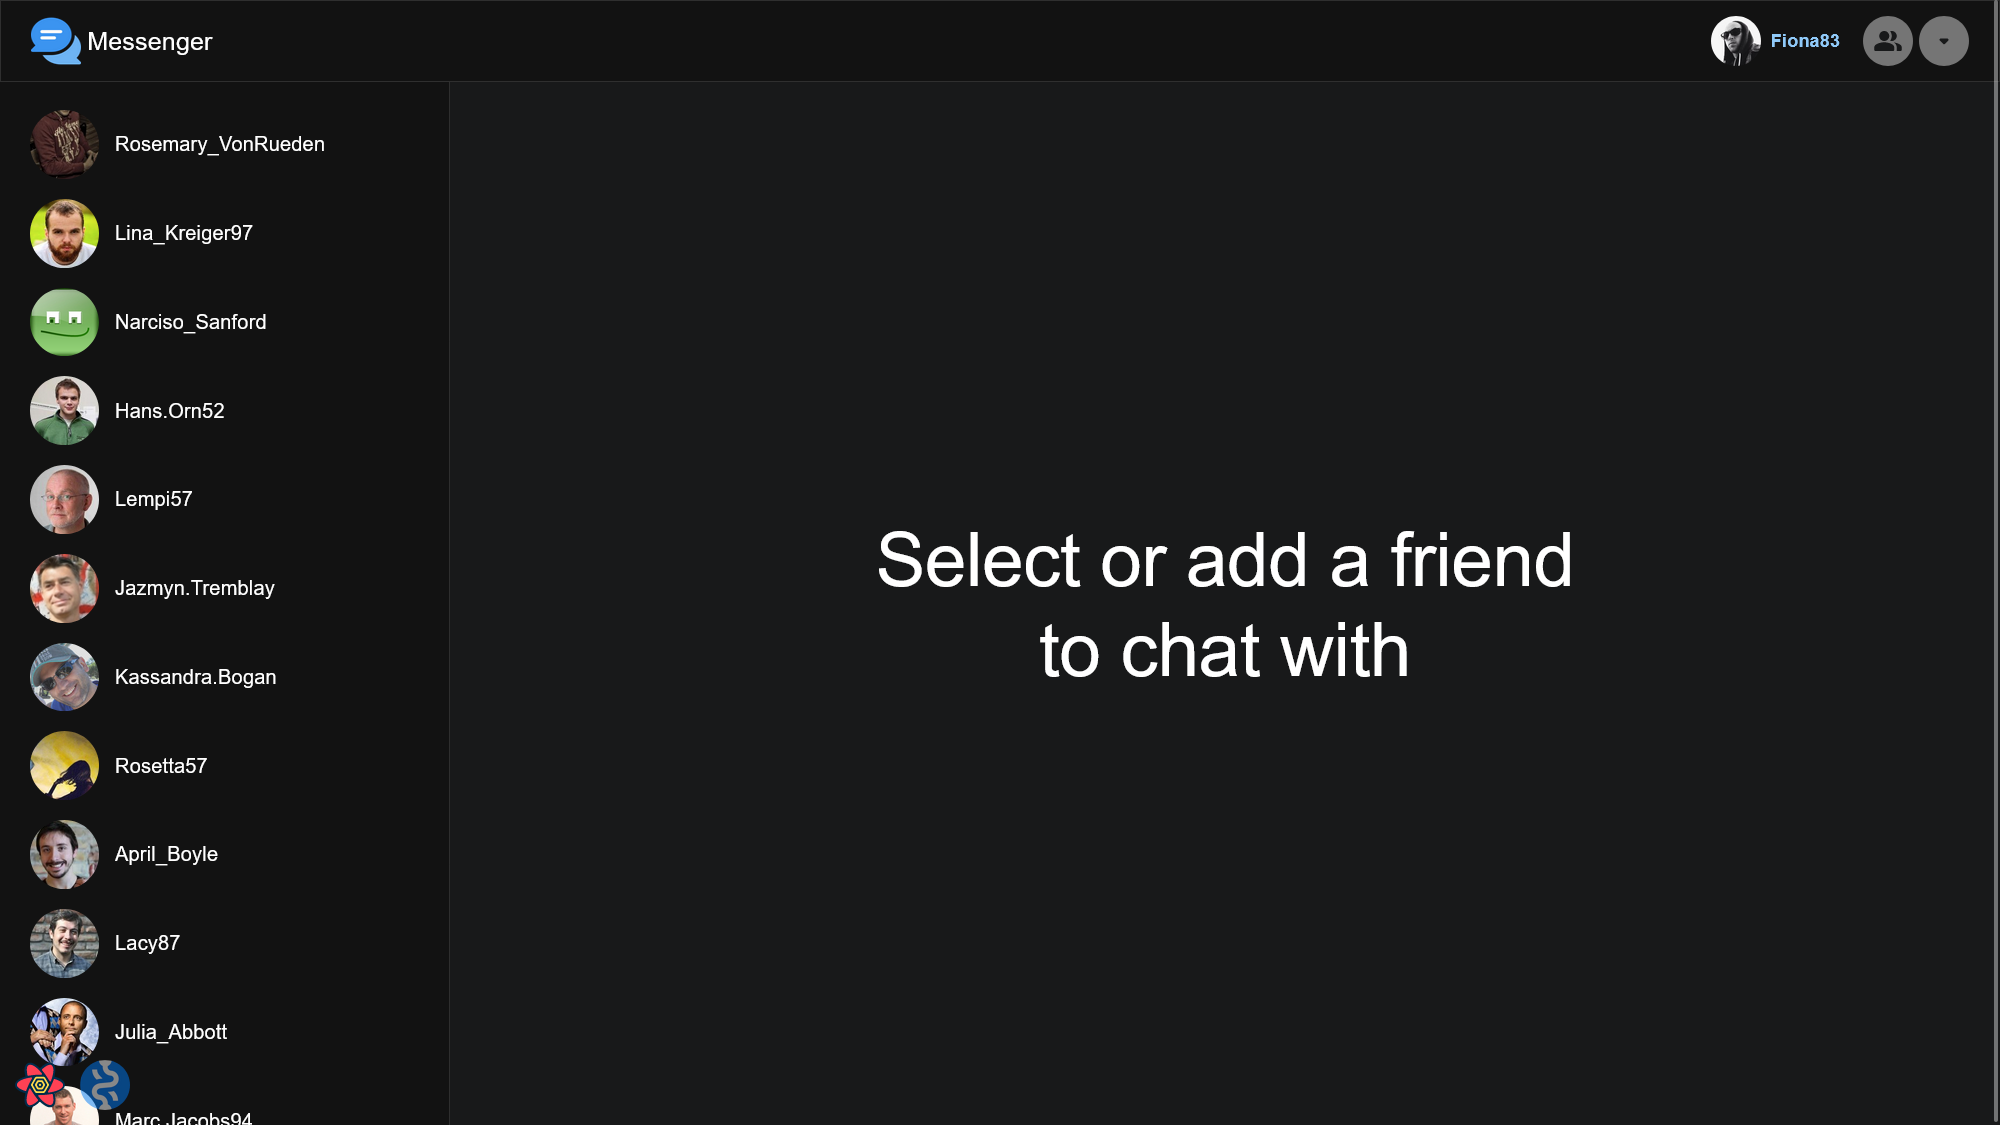 Messenger
Fiona83
Rosemary_VonRueden
Lina_Kreiger97
Narciso_Sanford
Hans.Orn52
Lempi57
Jazmyn.Tremblay
Kassandra.Bogan
Rosetta57
April_Boyle
Lacy87
Julia_Abbott
Marc.Jacobs94
Select or add a friend
to chat with